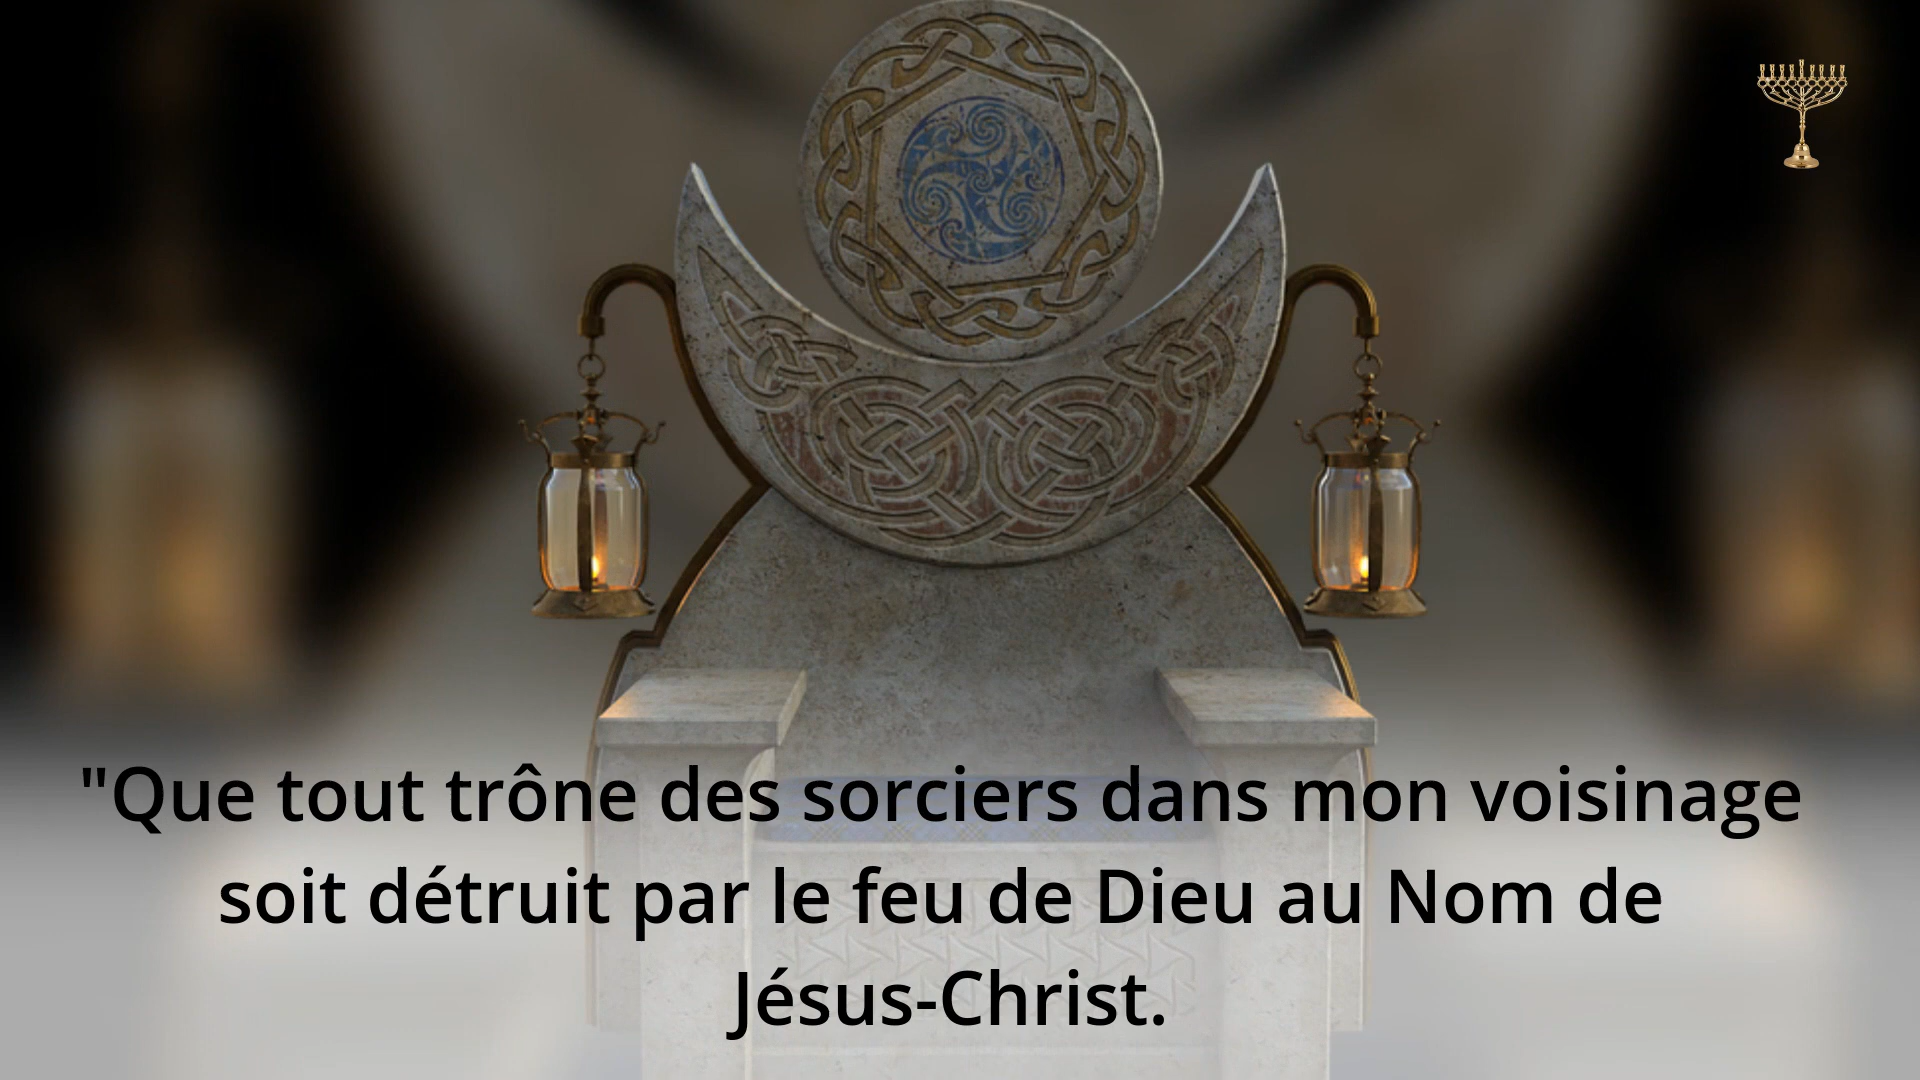 "Que tout trône des sorciers dans mon voisinage
soit détruit par le feu de Dieu au Nom de
Jésus-Christ.